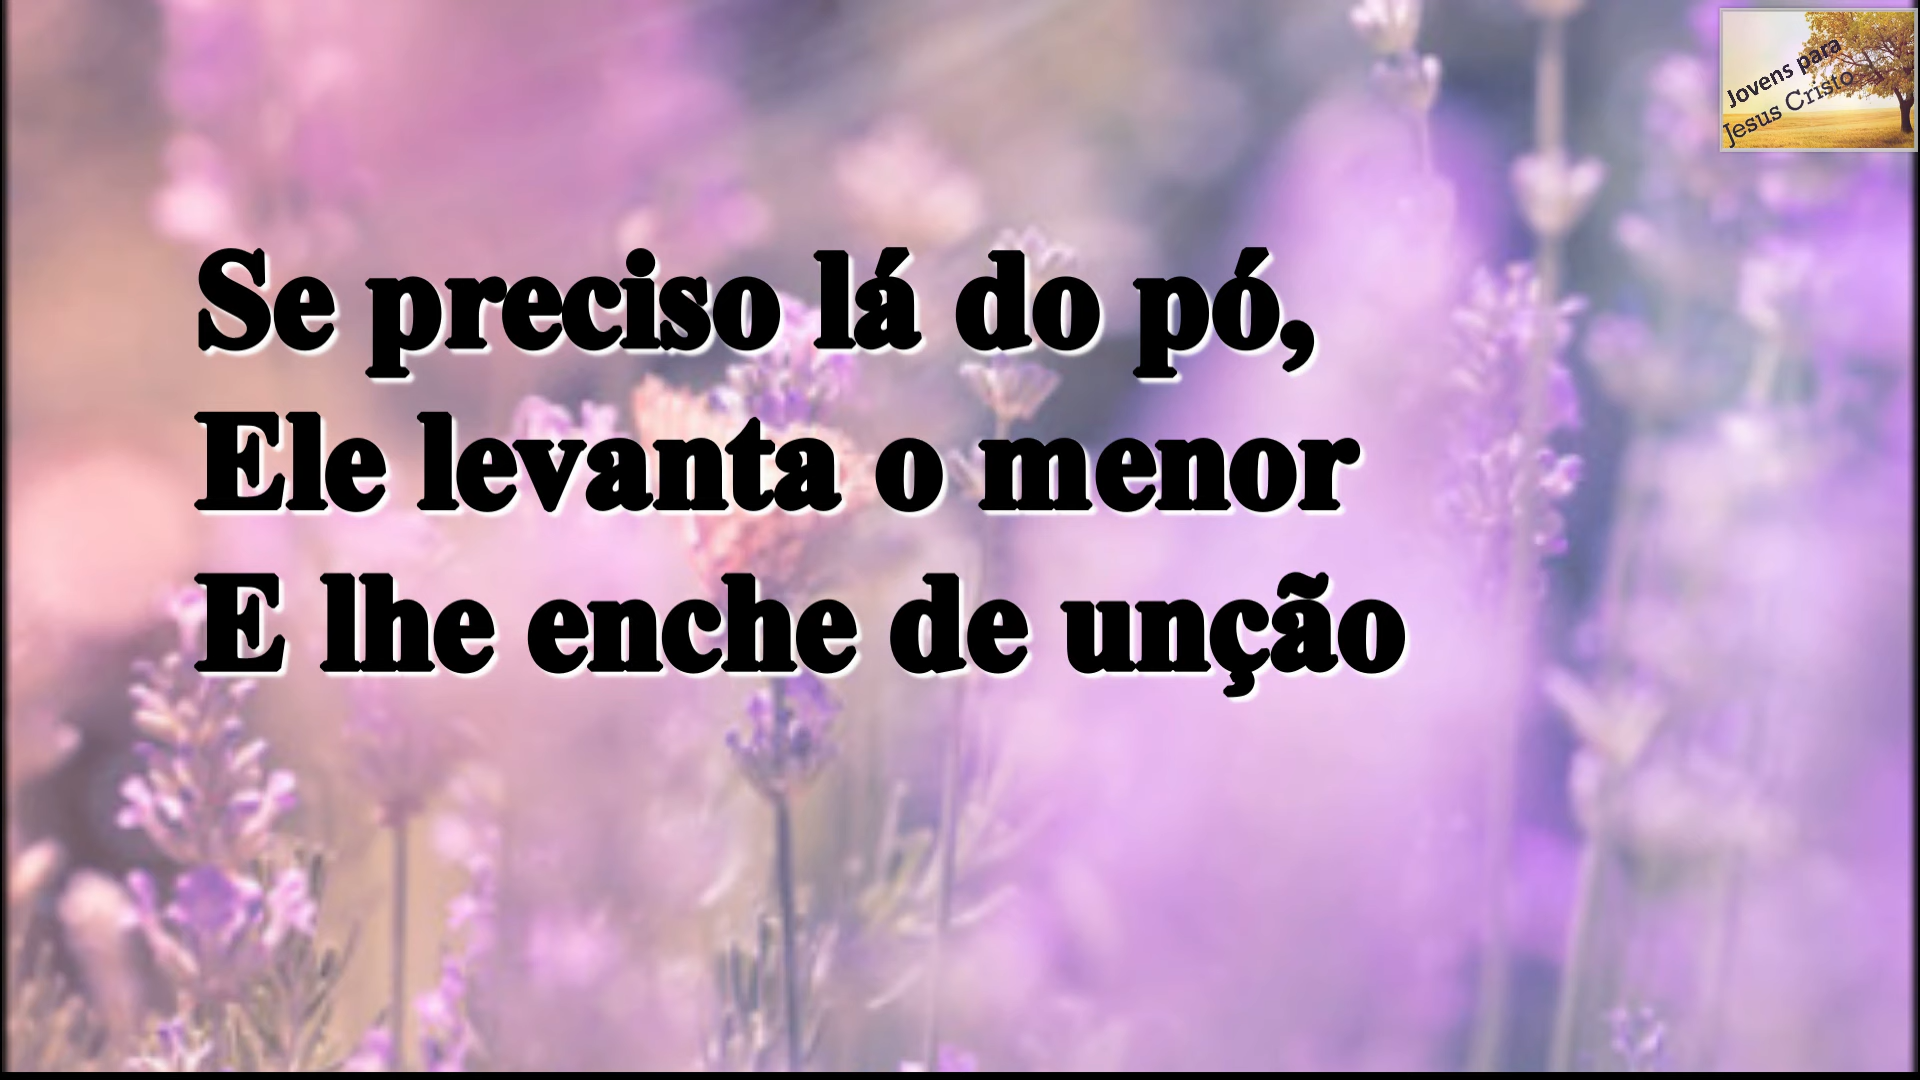 Jovens para
Jesus Cristo
Se preciso lá do pó,
Ele levanta o menor
E lhe enche de unção